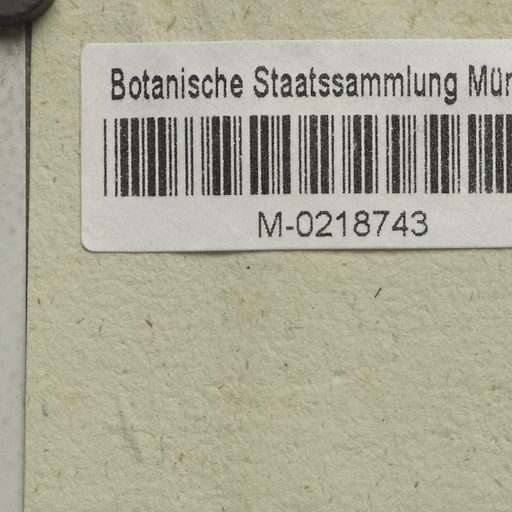 Botanische Staatssammlung Mün
M-0218743